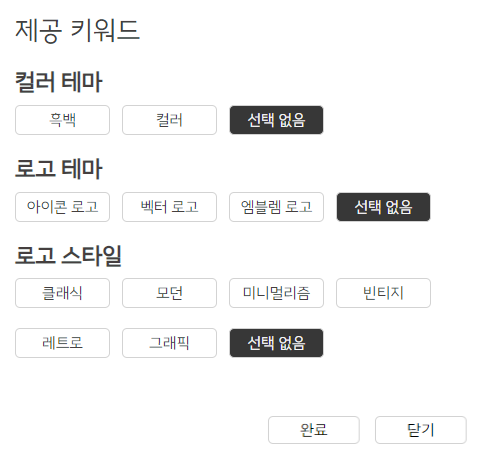 제공 키워드
컬러 테마
흑백 컬러 선택 없음
로고 테마
아이콘 로고 벡터 로고 엠블렘 로고 선택 없음
로고 스타일
클래식 모던 미니멀리즘 빈티지
레트로 그래픽 선택 없음
완료 닫기